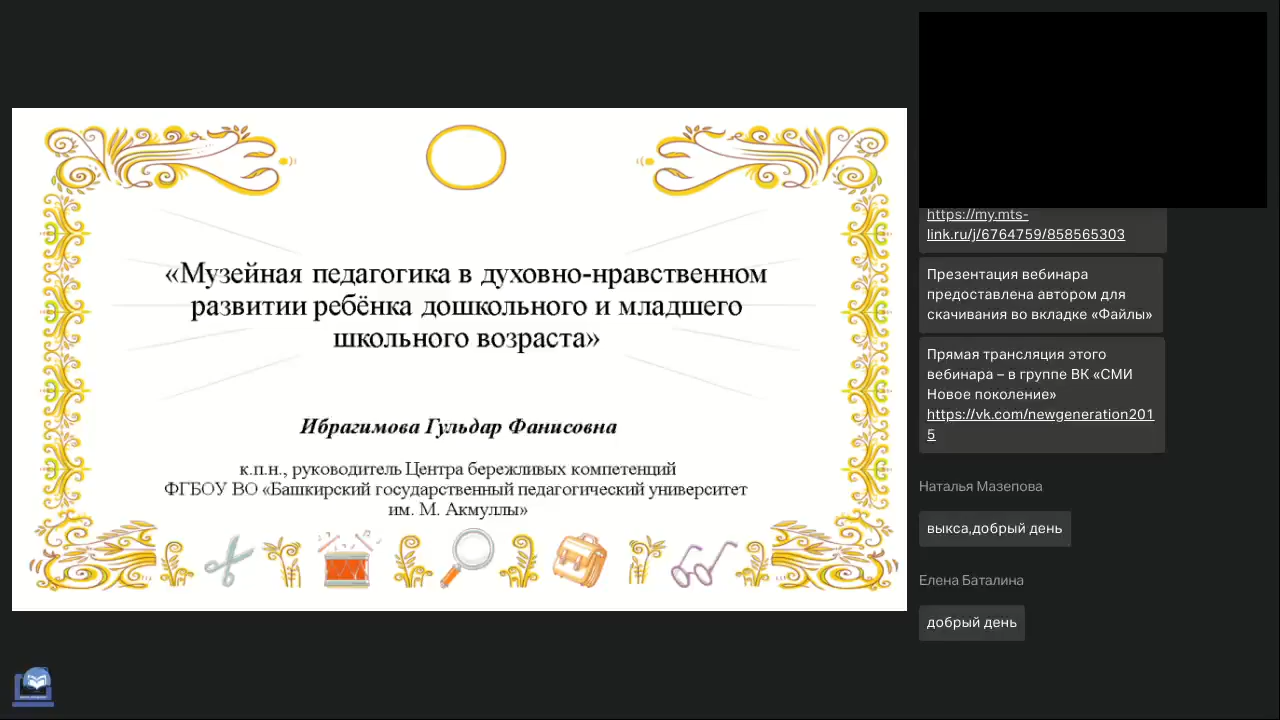 «Музейная педагогика в духовно-нравственном
развитии ребёнка дошкольного и младшего
школьного возраста»
Ибрагимова Гульдар Фанисовна
к.п.н., руководитель Центра бережливых компетенций
ФГБОУ ВО «Башкирский государственный педагогический университет
им. М. Акмуллы»
https://my.mts-
link.ru/j/6764759/858565303
Презентация вебинара
предоставлена автором для
скачивания во вкладке «Файлы»
Прямая трансляция этого
вебинара – в группе ВК «СМИ
Новое поколение»
https://vk.com/newgeneration201
5
Наталья Мазепова
выкса,добрый день
Елена Баталина
добрый день